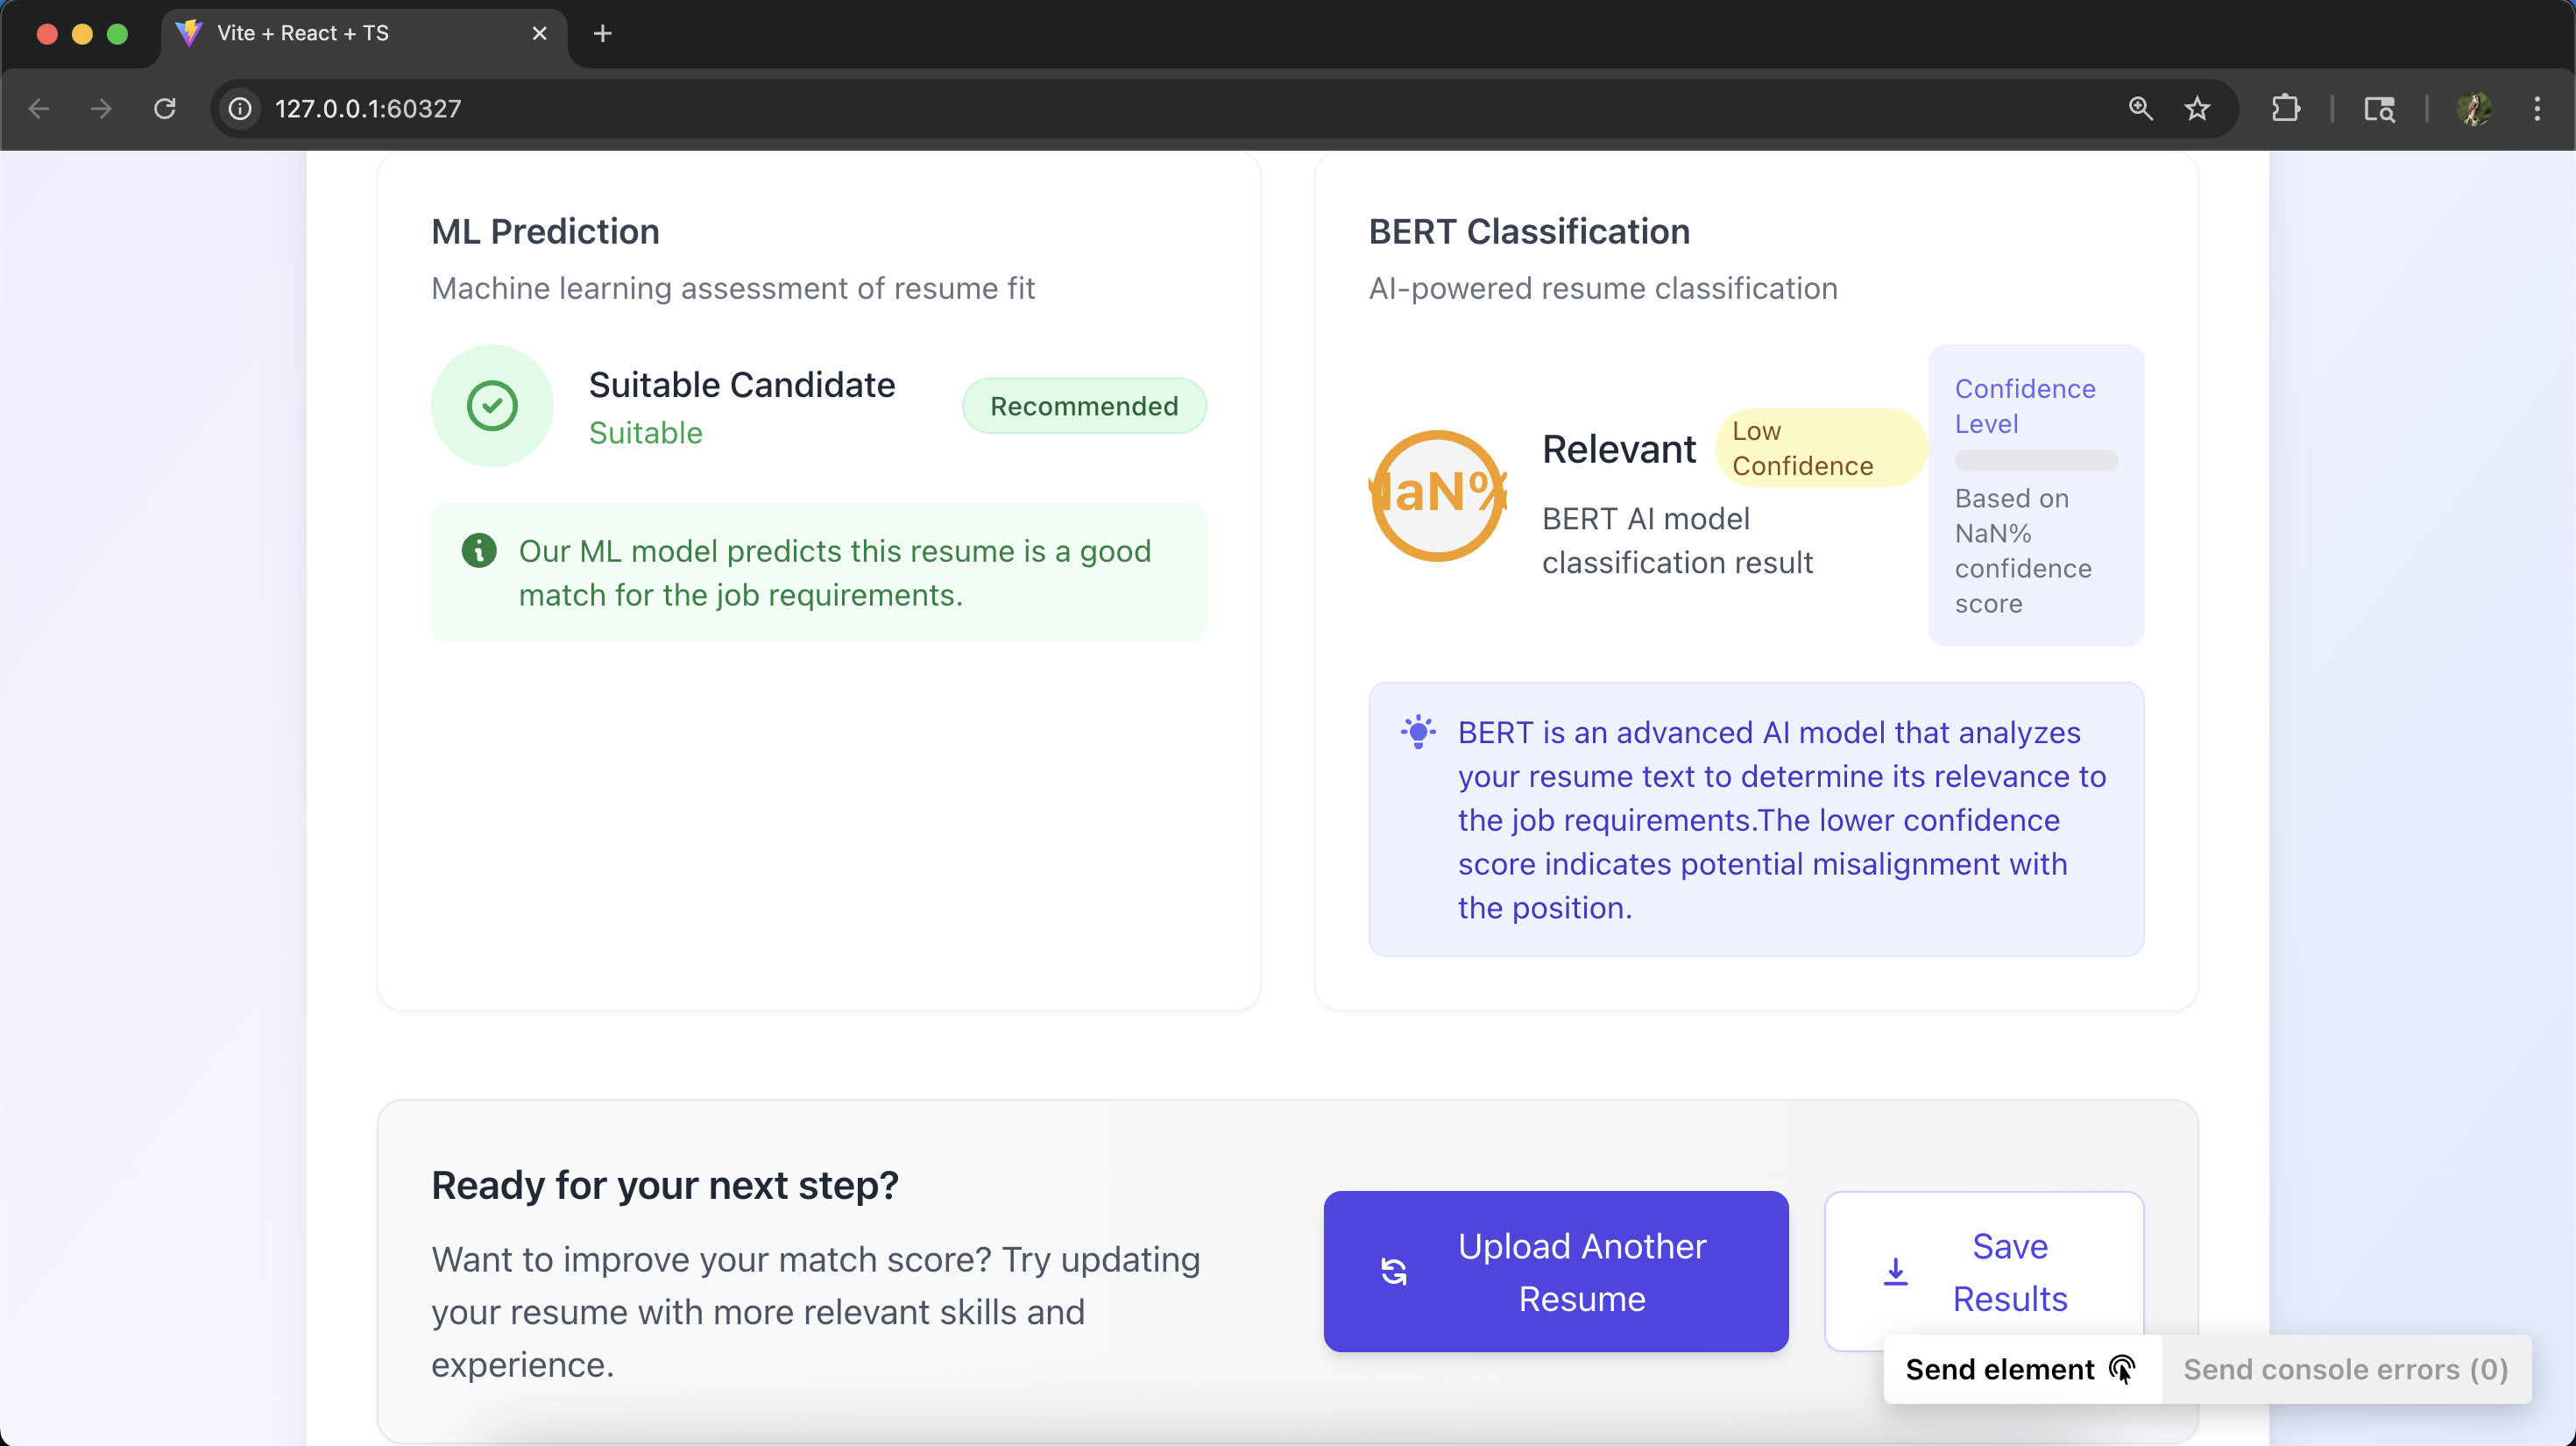 Vite + React + TS
127.0.0.1:60327
ML Prediction
Machine learning assessment of resume fit
Suitable Candidate
Suitable
Recommended
Our ML model predicts this resume is a good
match for the job requirements.
BERT Classification
AI-powered resume classification
NaN%
Relevant
Low
Confidence
BERT AI model
classification result
Confidence
Level
Based on
NaN%
confidence
score
BERT is an advanced AI model that analyzes
your resume text to determine its relevance to
the job requirements.The lower confidence
score indicates potential misalignment with
the position.
Ready for your next step?
Want to improve your match score? Try updating
your resume with more relevant skills and
experience.
Upload Another
Resume
Save
Results
Send element
Send console errors (0)